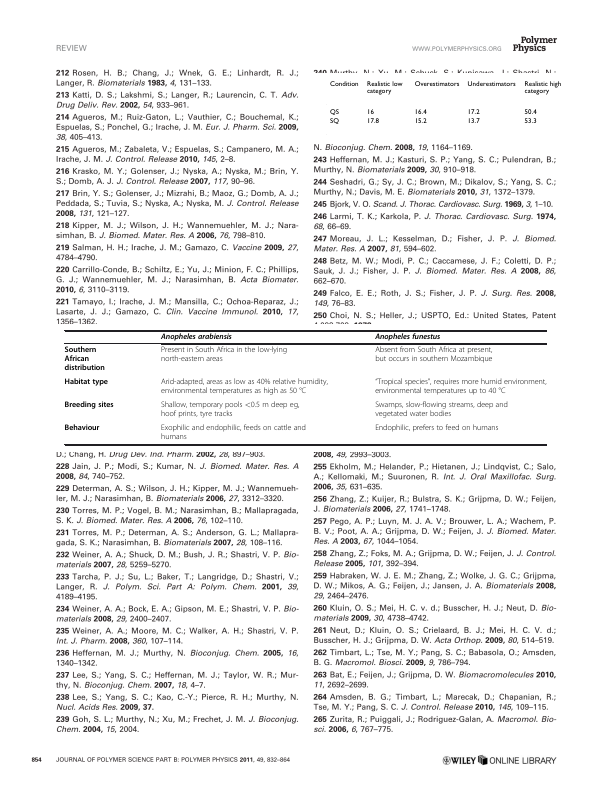 REVIEW
WWW.POLYMERPHYSICS.ORG
Polymer
Physics
212 Rosen, H. B.; Chang, J.; Wnek, G. E.; Linhardt, R. J.;
Langer, R. Biomaterials 1983, 4, 131–133.
213 Katti, D. S.; Lakshmi, S.; Langer, R.; Laurencin, C. T. Adv.
Drug Deliv. Rev. 2002, 54, 933–961.
214 Agueros, M.; Ruiz-Gaton, L.; Vauthier, C.; Bouchemal, K.;
Espuelas, S.; Ponchel, G.; Irache, J. M. Eur. J. Pharm. Sci. 2009,
38, 405–413.
215 Agueros, M.; Zabaleta, V.; Espuelas, S.; Campanero, M. A.;
Irache, J. M. J. Control. Release 2010, 145, 2–8.
216 Krasko, M. Y.; Golenser, J.; Nyska, A.; Nyska, M.; Brin, Y.
S.; Domb, A. J. J. Control. Release 2007, 117, 90–96.
217 Brin, Y. S.; Golenser, J.; Mizrahi, B.; Maoz, G.; Domb, A. J.;
Peddada, S.; Tuvia, S.; Nyska, A.; Nyska, M. J. Control. Release
2008, 131, 121–127.
218 Kipper, M. J.; Wilson, J. H.; Wannemuehler, M. J.; Nara-
simhan, B. J. Biomed. Mater. Res. A 2006, 76, 798–810.
219 Salman, H. H.; Irache, J. M.; Gamazo, C. Vaccine 2009, 27,
4784–4790.
220 Carrillo-Conde, B.; Schiltz, E.; Yu, J.; Minion, F. C.; Phillips,
G. J.; Wannemuehler, M. J.; Narasimhan, B. Acta Biomater.
2010, 6, 3110–3119.
221 Tamayo, I.; Irache, J. M.; Mansilla, C.; Ochoa-Reparaz, J.;
Lasarte, J. J.; Gamazo, C. Clin. Vaccine Immunol. 2010, 17,
1356–1362.
240 Murthy, N.; Xu, M.; Schuck, S.; Kunisawa, J.; Shastri, N.;
Condition Realistic low category Overestimators Underestimators Realistic high category
QS 16 16.4 17.2 50.4
SQ 17.8 15.2 13.7 53.3
N. Bioconjug. Chem. 2008, 19, 1164–1169.
243 Heffernan, M. J.; Kasturi, S. P.; Yang, S. C.; Pulendran, B.;
Murthy, N. Biomaterials 2009, 30, 910–918.
244 Seshadri, G.; Sy, J. C.; Brown, M.; Dikalov, S.; Yang, S. C.;
Murthy, N.; Davis, M. E. Biomaterials 2010, 31, 1372–1379.
245 Bjork, V. O. Scand. J. Thorac. Cardiovasc. Surg. 1969, 3, 1–10.
246 Larmi, T. K.; Karkola, P. J. Thorac. Cardiovasc. Surg. 1974,
68, 66–69.
247 Moreau, J. L.; Kesselman, D.; Fisher, J. P. J. Biomed.
Mater. Res. A 2007, 81, 594–602.
248 Betz, M. W.; Modi, P. C.; Caccamese, J. F.; Coletti, D. P.;
Sauk, J. J.; Fisher, J. P. J. Biomed. Mater. Res. A 2008, 86,
662–670.
249 Falco, E. E.; Roth, J. S.; Fisher, J. P. J. Surg. Res. 2008,
149, 76–83.
250 Choi, N. S.; Heller, J.; USPTO, Ed.: United States, Patent
Anopheles arabiensis Anopheles funestus
Southern African distribution
Present in South Africa in the low-lying
north-eastern areas
Absent from South Africa at present,
but occurs in southern Mozambique
Habitat type
Arid-adapted, areas as low as 40% relative humidity,
environmental temperatures as high as 50 °C
"Tropical species", requires more humid environment,
environmental temperatures up to 40 °C
Breeding sites
Shallow, temporary pools <0.5 m deep eg,
hoof prints, tyre tracks
Swamps, slow-flowing streams, deep and
vegetated water bodies
Behaviour
Exophilic and endophilic, feeds on cattle and
humans
Endophilic, prefers to feed on humans
D.; Chang, H. Drug Dev. Ind. Pharm. 2002, 28, 897–903.
228 Jain, J. P.; Modi, S.; Kumar, N. J. Biomed. Mater. Res. A
2008, 84, 740–752.
229 Determan, A. S.; Wilson, J. H.; Kipper, M. J.; Wannemueh-
ler, M. J.; Narasimhan, B. Biomaterials 2006, 27, 3312–3320.
230 Torres, M. P.; Vogel, B. M.; Narasimhan, B.; Mallapragada,
S. K. J. Biomed. Mater. Res. A 2006, 76, 102–110.
231 Torres, M. P.; Determan, A. S.; Anderson, G. L.; Mallapra-
gada, S. K.; Narasimhan, B. Biomaterials 2007, 28, 108–116.
232 Weiner, A. A.; Shuck, D. M.; Bush, J. R.; Shastri, V. P. Bio-
materials 2007, 28, 5259–5270.
233 Tarcha, P. J.; Su, L.; Baker, T.; Langridge, D.; Shastri, V.;
Langer, R. J. Polym. Sci. Part A: Polym. Chem. 2001, 39,
4189–4195.
234 Weiner, A. A.; Bock, E. A.; Gipson, M. E.; Shastri, V. P. Bio-
materials 2008, 29, 2400–2407.
235 Weiner, A. A.; Moore, M. C.; Walker, A. H.; Shastri, V. P.
Int. J. Pharm. 2008, 360, 107–114.
236 Heffernan, M. J.; Murthy, N. Bioconjug. Chem. 2005, 16,
1340–1342.
237 Lee, S.; Yang, S. C.; Heffernan, M. J.; Taylor, W. R.; Mur-
thy, N. Bioconjug. Chem. 2007, 18, 4–7.
238 Lee, S.; Yang, S. C.; Kao, C.-Y.; Pierce, R. H.; Murthy, N.
Nucl. Acids Res. 2009, 37.
239 Goh, S. L.; Murthy, N.; Xu, M.; Frechet, J. M. J. Bioconjug.
Chem. 2004, 15, 2004.
2008, 49, 2993–3003.
255 Ekholm, M.; Helander, P.; Hietanen, J.; Lindqvist, C.; Salo,
A.; Kellomaki, M.; Suuronen, R. Int. J. Oral Maxillofac. Surg.
2006, 35, 631–635.
256 Zhang, Z.; Kuijer, R.; Bulstra, S. K.; Grijpma, D. W.; Feijen,
J. Biomaterials 2006, 27, 1741–1748.
257 Pego, A. P.; Luyn, M. J. A. V.; Brouwer, L. A.; Wachem, P.
B. V.; Poot, A. A.; Grijpma, D. W.; Feijen, J. J. Biomed. Mater.
Res. A 2003, 67, 1044–1054.
258 Zhang, Z.; Foks, M. A.; Grijpma, D. W.; Feijen, J. J. Control.
Release 2005, 101, 392–394.
259 Habraken, W. J. E. M.; Zhang, Z.; Wolke, J. G. C.; Grijpma,
D. W.; Mikos, A. G.; Feijen, J.; Jansen, J. A. Biomaterials 2008,
29, 2464–2476.
260 Kluin, O. S.; Mei, H. C. v. d.; Busscher, H. J.; Neut, D. Bio-
materials 2009, 30, 4738–4742.
261 Neut, D.; Kluin, O. S.; Crielaard, B. J.; Mei, H. C. V. d.;
Busscher, H. J.; Grijpma, D. W. Acta Orthop. 2009, 80, 514–519.
262 Timbart, L.; Tse, M. Y.; Pang, S. C.; Babasola, O.; Amsden,
B. G. Macromol. Biosci. 2009, 9, 786–794.
263 Bat, E.; Feijen, J.; Grijpma, D. W. Biomacromolecules 2010,
11, 2692–2699.
264 Amsden, B. G.; Timbart, L.; Marecak, D.; Chapanian, R.;
Tse, M. Y.; Pang, S. C. J. Control. Release 2010, 145, 109–115.
265 Zurita, R.; Puiggali, J.; Rodriguez-Galan, A. Macromol. Bio-
sci. 2006, 6, 767–775.
854 JOURNAL OF POLYMER SCIENCE PART B: POLYMER PHYSICS 2011, 49, 832–864
WILEY ONLINE LIBRARY